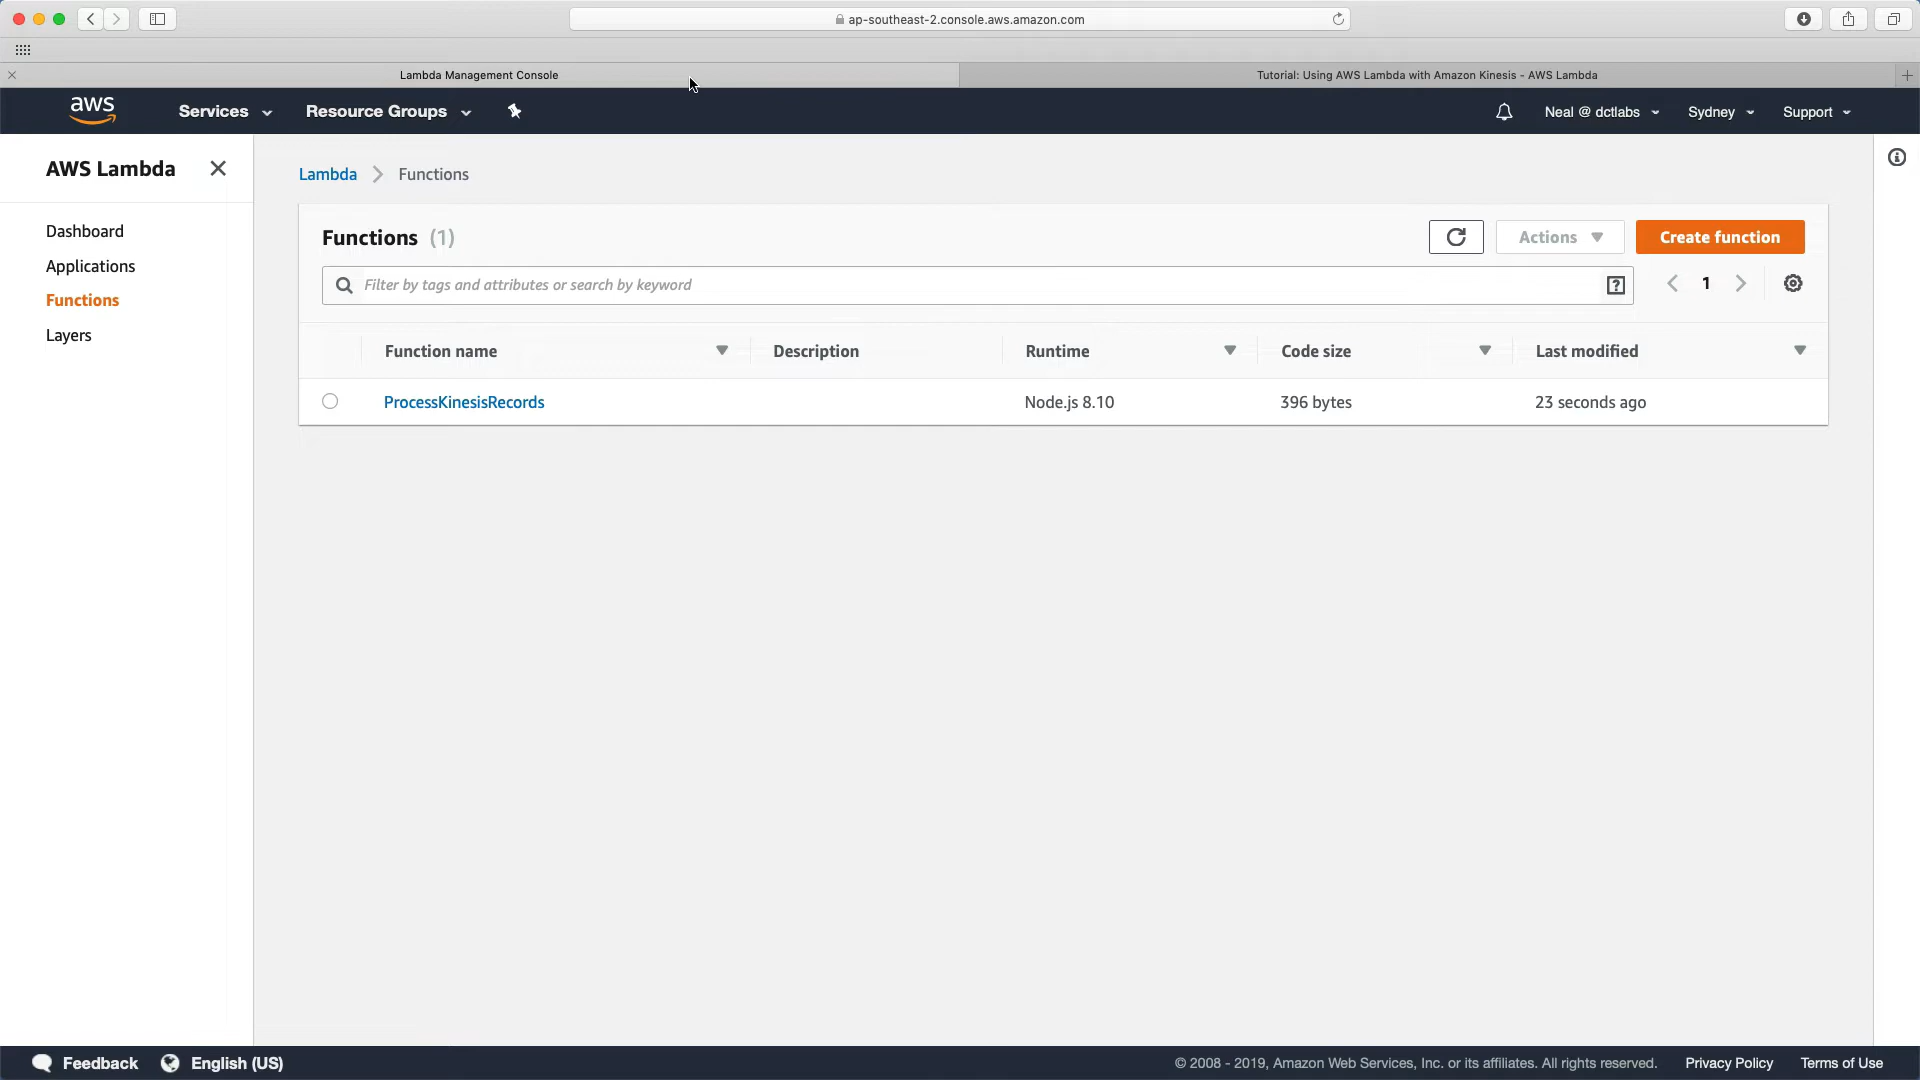 ap-southeast-2.console.aws.amazon.com
Lambda Management Console
Tutorial: Using AWS Lambda with Amazon Kinesis - AWS Lambda
aws
Services
Resource Groups
Neal @ dctlabs
Sydney
Support
AWS Lambda
Dashboard
Applications
Functions
Layers
Lambda > Functions
Functions (1)
Actions
Create function
Filter by tags and attributes or search by keyword
1
Function name
Description
Runtime
Code size
Last modified
ProcessKinesisRecords
Node.js 8.10
396 bytes
23 seconds ago
Feedback
English (US)
© 2008 - 2019, Amazon Web Services, Inc. or its affiliates. All rights reserved.
Privacy Policy
Terms of Use